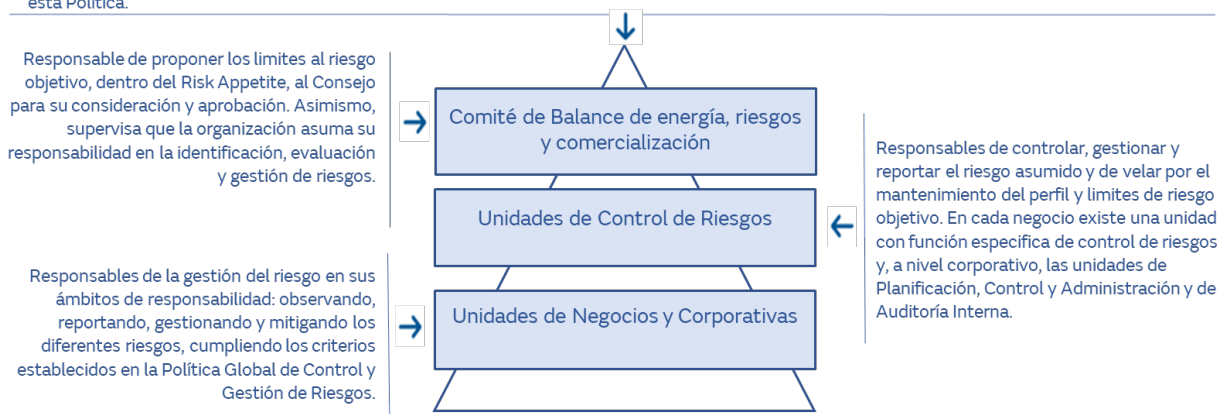 esta Política.
Responsable de proponer los limites al riesgo
objetivo, dentro del Risk Appetite, al Consejo
para su consideración y aprobación. Asimismo,
supervisa que la organización asuma su
responsabilidad en la identificación, evaluación
y gestión de riesgos.
Comité de Balance de energía, riesgos
y comercialización
Responsables de controlar, gestionar y
reportar el riesgo asumido y de velar por el
mantenimiento del perfil y limites de riesgo
objetivo. En cada negocio existe una unidad
con función especifica de control de riesgos
y, a nivel corporativo, las unidades de
Planificación, Control y Administración y de
Auditoría Interna.
Unidades de Control de Riesgos
Responsables de la gestión del riesgo en sus
ámbitos de responsabilidad: observando,
reportando, gestionando y mitigando los
diferentes riesgos, cumpliendo los criterios
establecidos en la Política Global de Control y
Gestión de Riesgos.
Unidades de Negocios y Corporativas